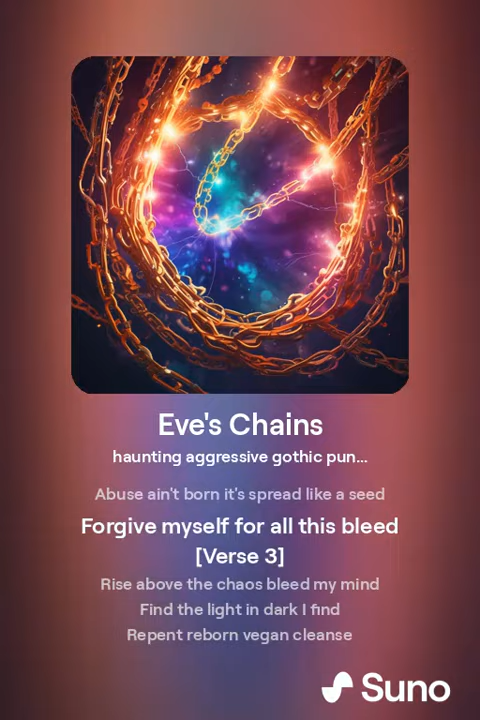 Eve's Chains
haunting aggressive gothic pun...
Abuse ain't born it's spread like a seed
Forgive myself for all this bleed
[Verse 3]
Rise above the chaos bleed my mind
Find the light in dark I find
Repent reborn vegan cleanse
Suno